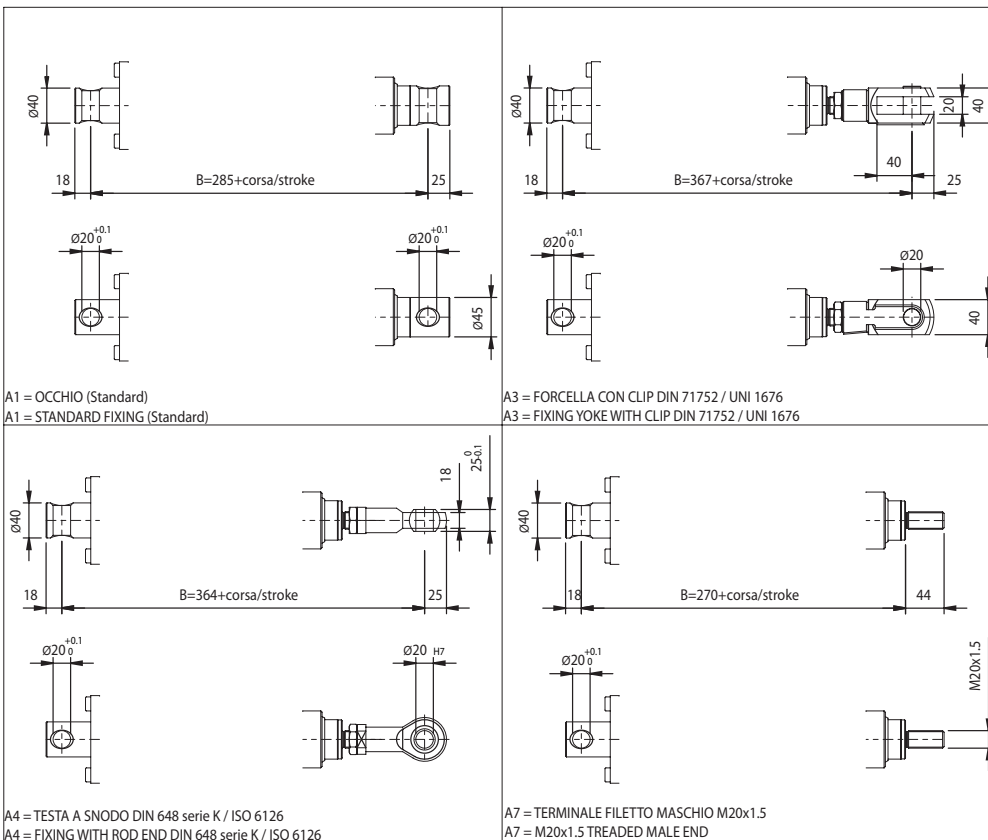 Ø40
18
B=285+corsa/stroke
25
Ø20 +0.1 0
Ø20 +0.1 0
Ø45
A1 = OCCHIO (Standard)
A1 = STANDARD FIXING (Standard)
Ø40
20
40
40
18
B=367+corsa/stroke
25
Ø20 +0.1 0
Ø20
40
A3 = FORCELLA CON CLIP DIN 71752 / UNI 1676
A3 = FIXING YOKE WITH CLIP DIN 71752 / UNI 1676
Ø40
18
25 0 -0.1
18
B=364+corsa/stroke
25
Ø20 +0.1 0
Ø20 H7
A4 = TESTA A SNODO DIN 648 serie K / ISO 6126
A4 = FIXING WITH ROD END DIN 648 serie K / ISO 6126
Ø40
18
B=270+corsa/stroke
44
Ø20 +0.1 0
M20x1.5
A7 = TERMINALE FILETTO MASCHIO M20x1.5
A7 = M20x1.5 TREADED MALE END